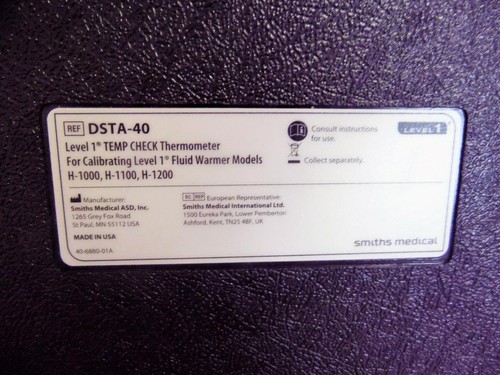 REF DSTA-40
Level 1® TEMP CHECK Thermometer
For Calibrating Level 1® Fluid Warmer Models
H-1000, H-1100, H-1200
Consult instructions
for use.
Collect separately.
LEVEL 1®
Manufacturer:
Smiths Medical ASD, Inc.
1265 Grey Fox Road
St Paul, MN 55112 USA
MADE IN USA
40-6880-01A
EC REP European Representative:
Smiths Medical International Ltd.
1500 Eureka Park, Lower Pemberton
Ashford, Kent, TN25 4BF, UK
smiths medical